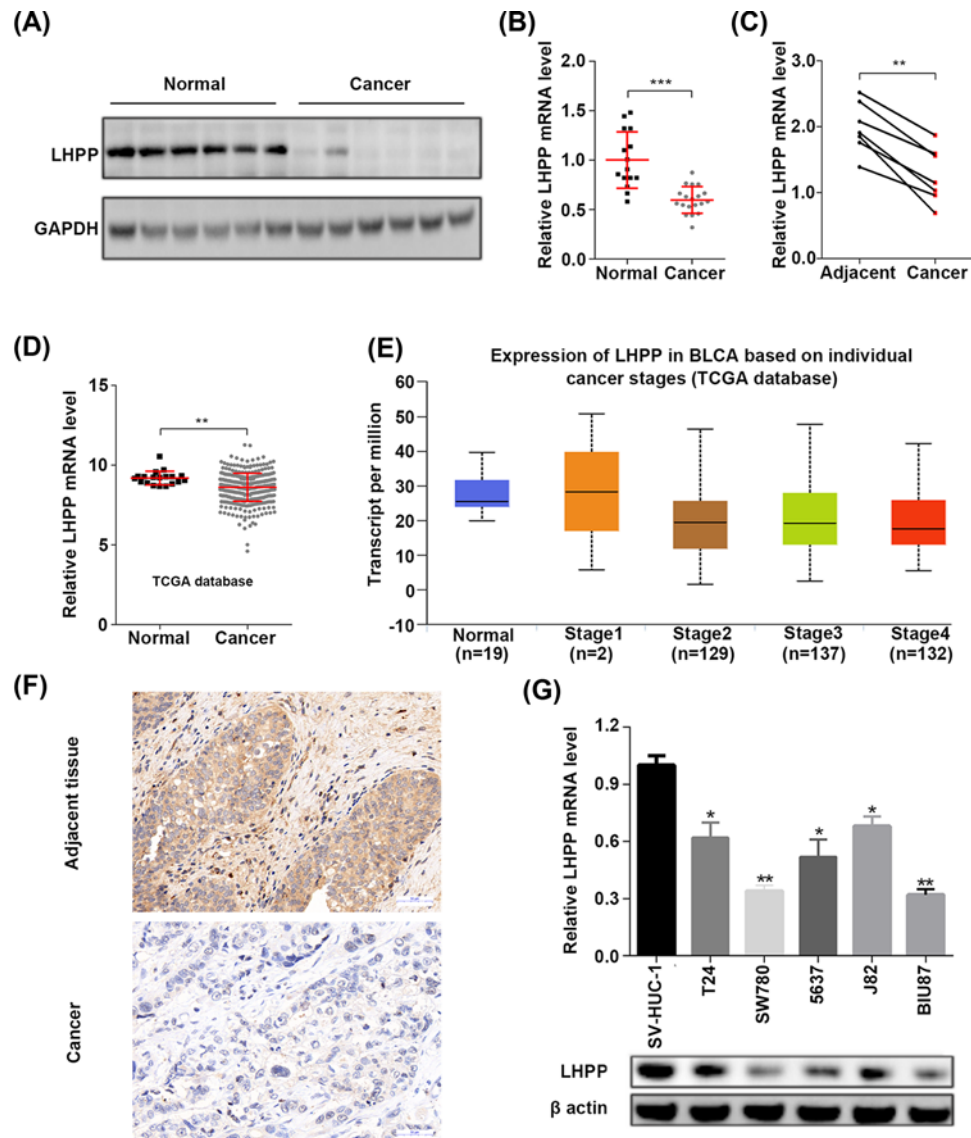 (A)
Normal Cancer
LHPP
GAPDH
(B)
Relative LHPP mRNA level
***
2.0
1.5
1.0
0.5
0.0
Normal Cancer
(C)
Relative LHPP mRNA level
**
3.0
2.0
1.0
0.0
Adjacent Cancer
(D)
Relative LHPP mRNA level
**
15
10
5
0
TCGA database
Normal Cancer
(E)
Expression of LHPP in BLCA based on individual
cancer stages (TCGA database)
Transcript per million
60
50
40
30
20
10
0
-10
Normal Stage1 Stage2 Stage3 Stage4
(n=19) (n=2) (n=129) (n=137) (n=132)
(F)
Adjacent tissue
Cancer
(G)
Relative LHPP mRNA level
1.2
0.9
0.6
0.3
0.0
* ** * * **
SV-HUC-1 T24 SW780 5637 J82 BIU87
LHPP
β actin